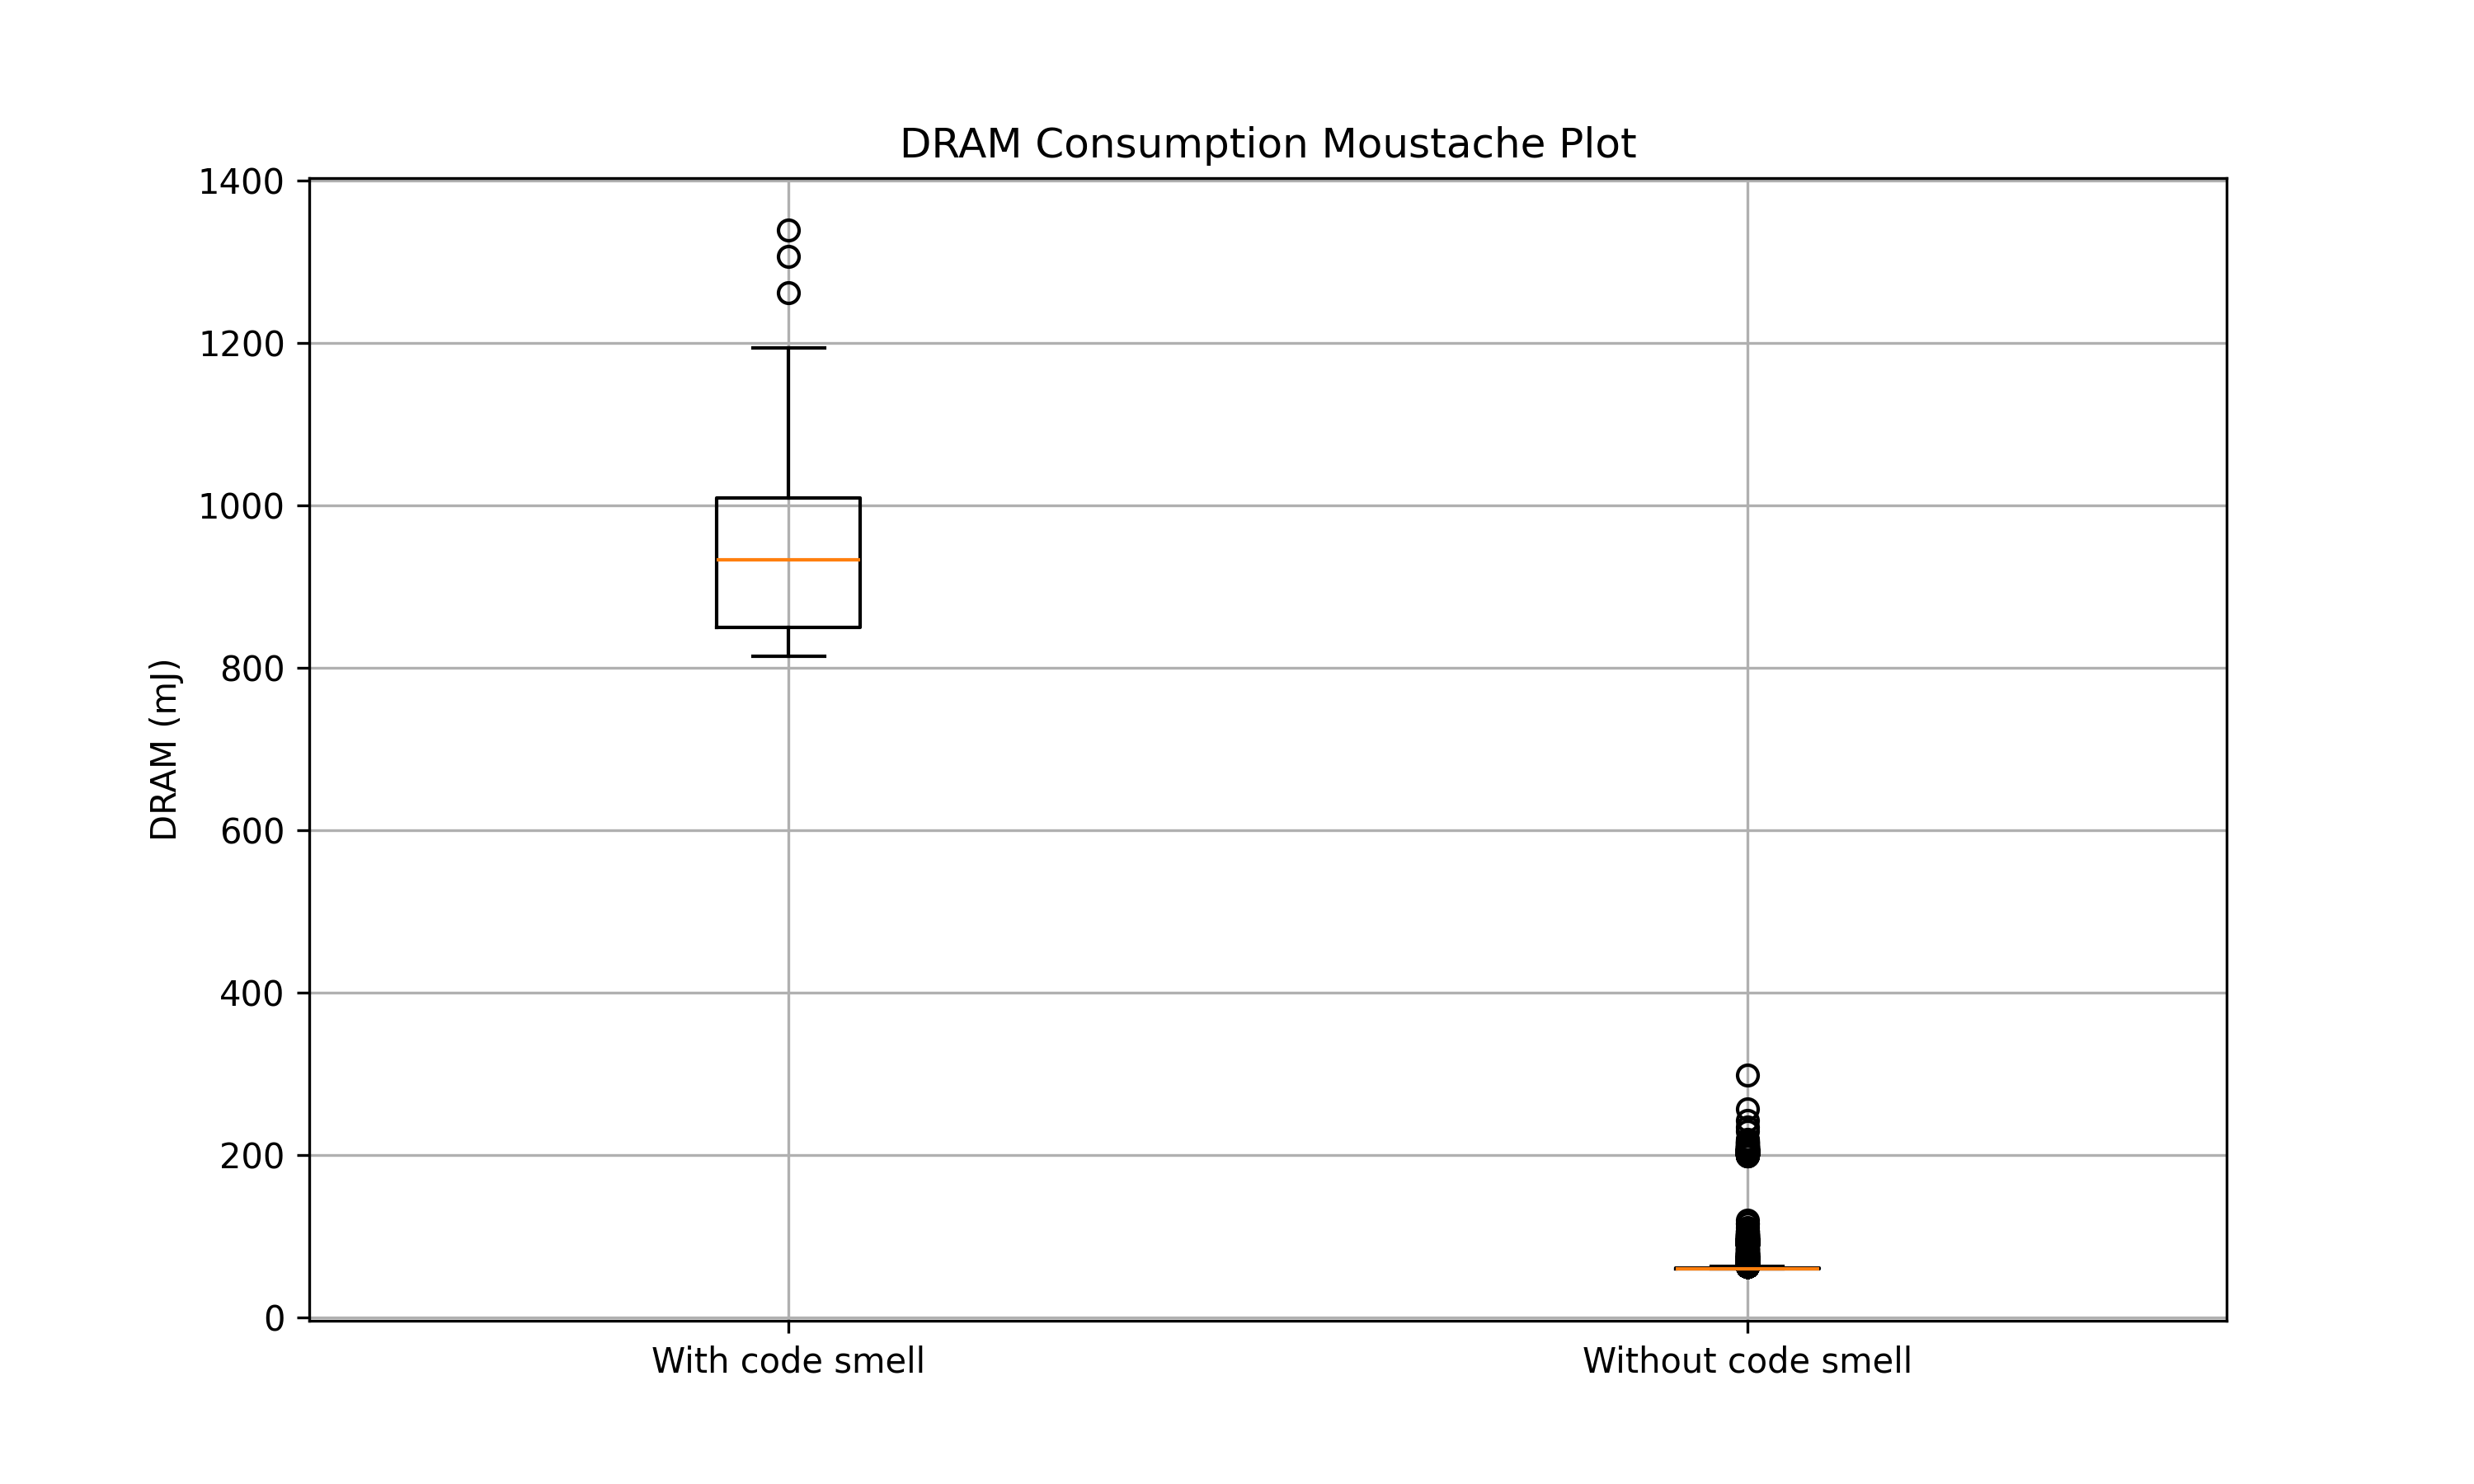 DRAM Consumption Moustache Plot
DRAM (mJ)
1400
1200
1000
800
600
400
200
0
With code smell
Without code smell